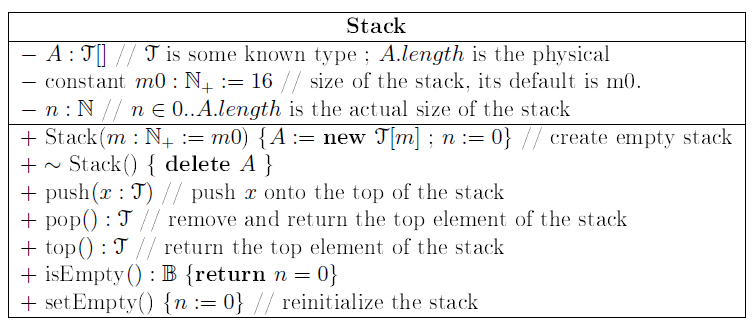 Stack
− A : 𝒯[] // 𝒯 is some known type ; A.length is the physical
− constant m0 : ℕ₊ := 16 // size of the stack, its default is m0.
− n : ℕ // n ∈ 0..A.length is the actual size of the stack
+ Stack(m : ℕ₊ := m0) {A := new 𝒯[m] ; n := 0} // create empty stack
+ ∼ Stack() { delete A }
+ push(x : 𝒯) // push x onto the top of the stack
+ pop() : 𝒯 // remove and return the top element of the stack
+ top() : 𝒯 // return the top element of the stack
+ isEmpty() : 𝔹 {return n = 0}
+ setEmpty() {n := 0} // reinitialize the stack